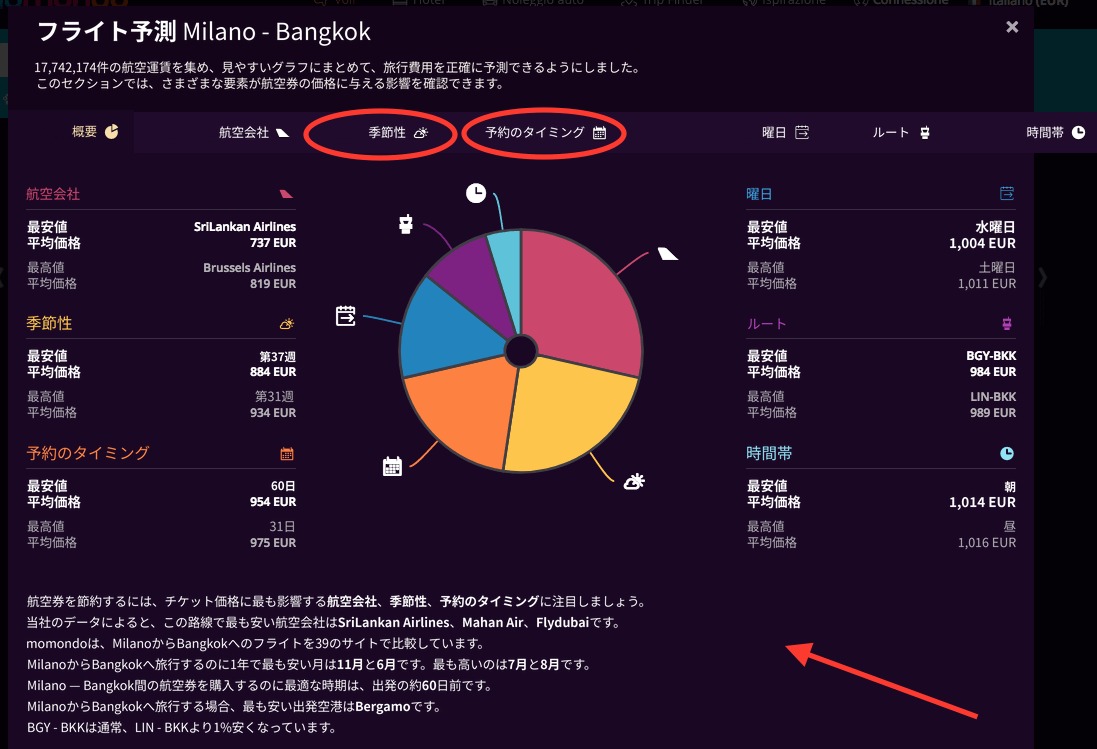 フライト予測 Milano - Bangkok
17,742,174件の航空運賃を集め、見やすいグラフにまとめて、旅行費用を正確に予測できるようにしました。
このセクションでは、さまざまな要素が航空券の価格に与える影響を確認できます。
概要 航空会社 季節性 予約のタイミング 曜日 ルート 時間帯
航空会社
最安値 SriLankan Airlines
平均価格 737 EUR
最高値 Brussels Airlines
平均価格 819 EUR
季節性
最安値 第37週
平均価格 884 EUR
最高値 第31週
平均価格 934 EUR
予約のタイミング
最安値 60日
平均価格 954 EUR
最高値 31日
平均価格 975 EUR
曜日
最安値 水曜日
平均価格 1,004 EUR
最高値 土曜日
平均価格 1,011 EUR
ルート
最安値 BGY-BKK
平均価格 984 EUR
最高値 LIN-BKK
平均価格 989 EUR
時間帯
最安値 朝
平均価格 1,014 EUR
最高値 昼
平均価格 1,016 EUR
航空券を節約するには、チケット価格に最も影響する航空会社、季節性、予約のタイミングに注目しましょう。
当社のデータによると、この路線で最も安い航空会社はSriLankan Airlines、Mahan Air、Flydubaiです。
momondoは、MilanoからBangkokへのフライトを39のサイトで比較しています。
MilanoからBangkokへ旅行するのに1年で最も安い月は11月と6月です。最も高いのは7月と8月です。
Milano — Bangkok間の航空券を購入するのに最適な時期は、出発の約60日前です。
MilanoからBangkokへ旅行する場合、最も安い出発空港はBergamoです。
BGY - BKKは通常、LIN - BKKより1%安くなっています。